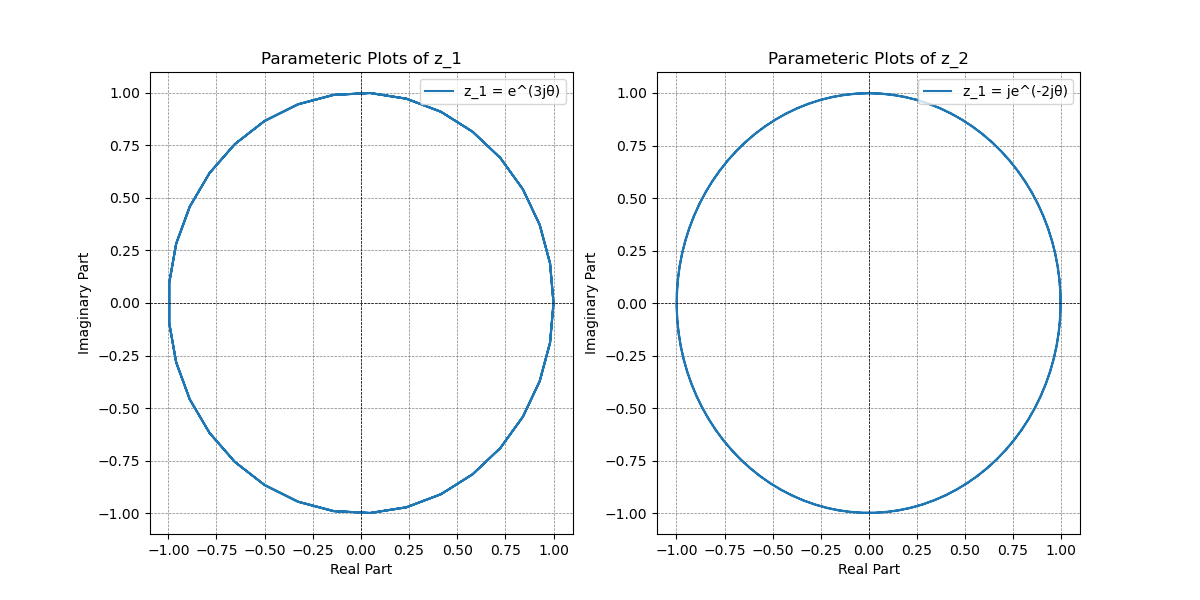 Parameteric Plots of z_1
z_1 = e^(3jθ)
1.00
0.75
0.50
0.25
0.00
−0.25
−0.50
−0.75
−1.00
Imaginary Part
−1.00 −0.75 −0.50 −0.25 0.00 0.25 0.50 0.75 1.00
Real Part
Parameteric Plots of z_2
z_1 = je^(-2jθ)
1.00
0.75
0.50
0.25
0.00
−0.25
−0.50
−0.75
−1.00
Imaginary Part
−1.00 −0.75 −0.50 −0.25 0.00 0.25 0.50 0.75 1.00
Real Part